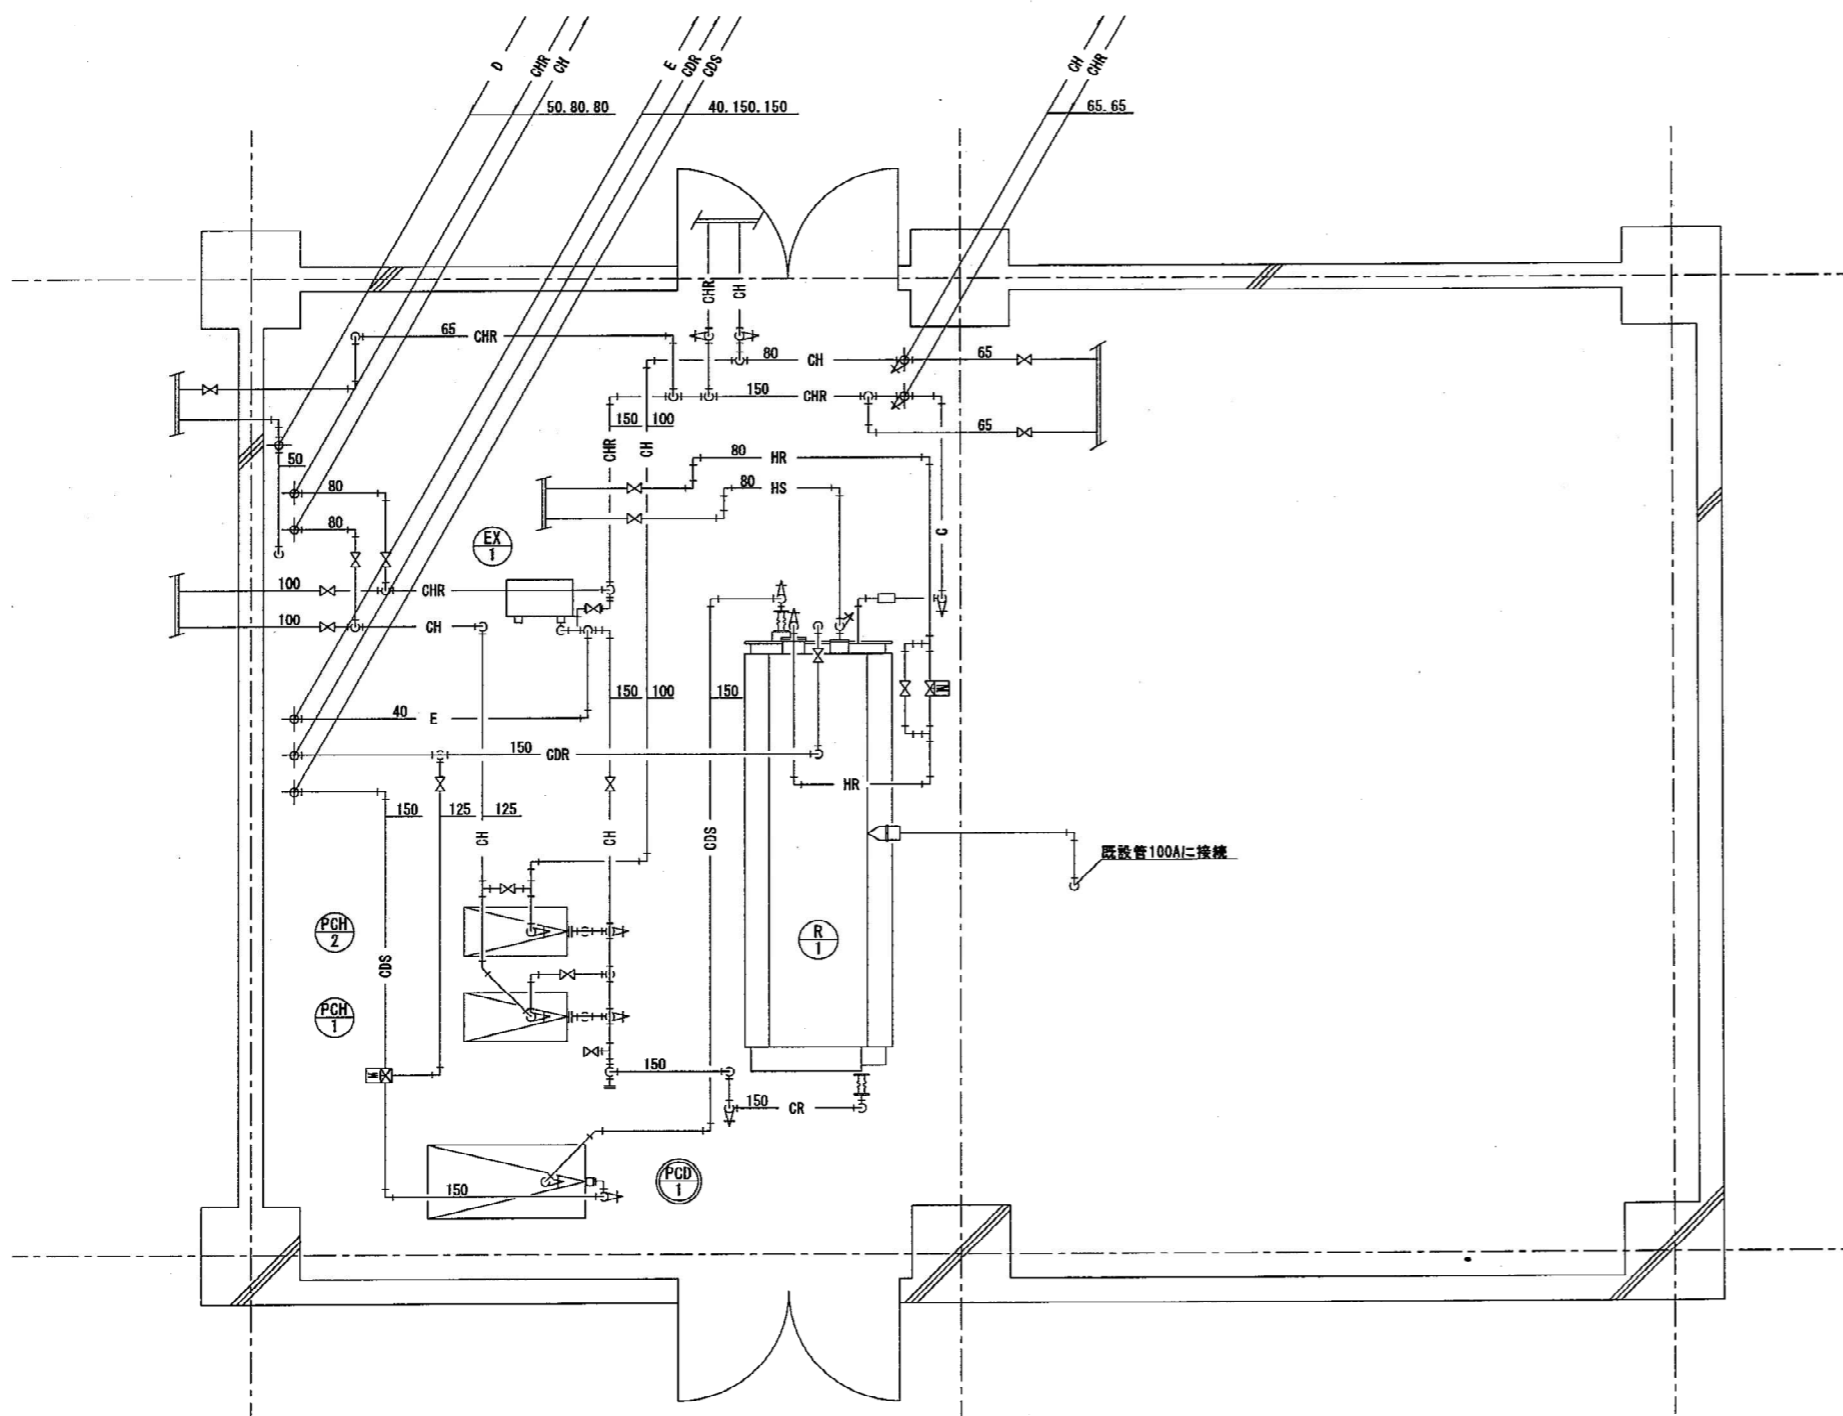 D
CHR
CH
E
CDR
CDS
CH
CHR
50.80.80
40.150.150
65.65
CHR
CH
65
CHR
80
CH
65
150
CHR
150
100
65
50
CHR
CH
80
HR
80
80
HS
80
C
EX
1
100
CHR
100
CH
150
100
150
40
E
150
CDR
HR
150
125
125
CH
CH
CDS
既設管100Aに接続
PCH
2
R
1
CDS
PCH
1
M
M
150
150
CR
150
PCD
1